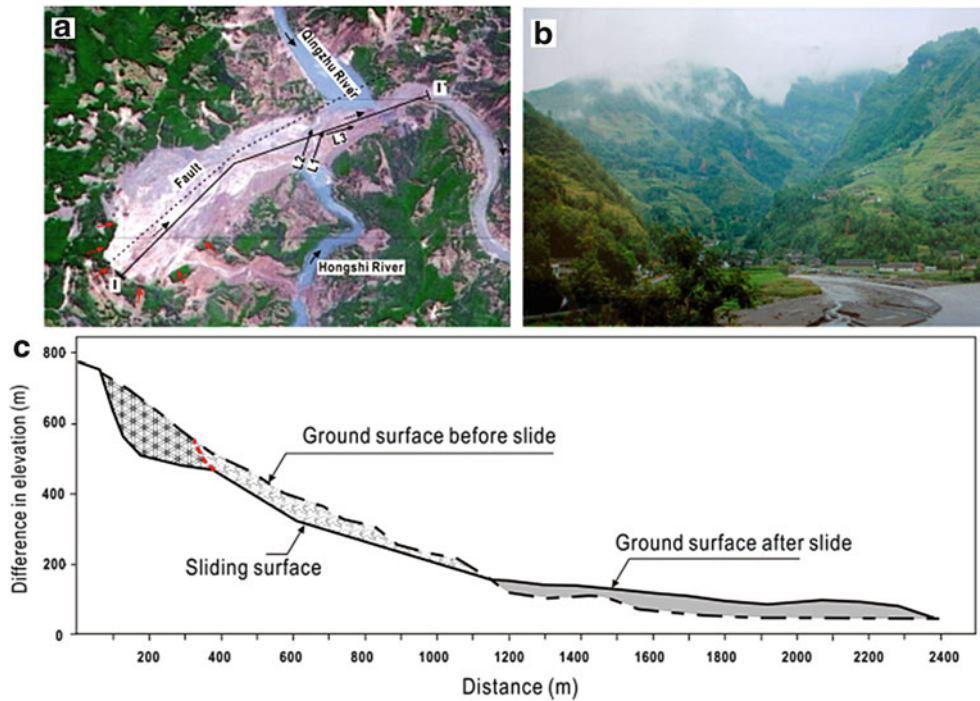 a
Qingzhu River
I'
L3
L2
L1
Fault
I
Hongshi River
b
c
Difference in elevation (m)
800
600
400
200
0
Ground surface before slide
Sliding surface
Ground surface after slide
200
400
600
800
1000
1200
1400
1600
1800
2000
2200
2400
Distance (m)